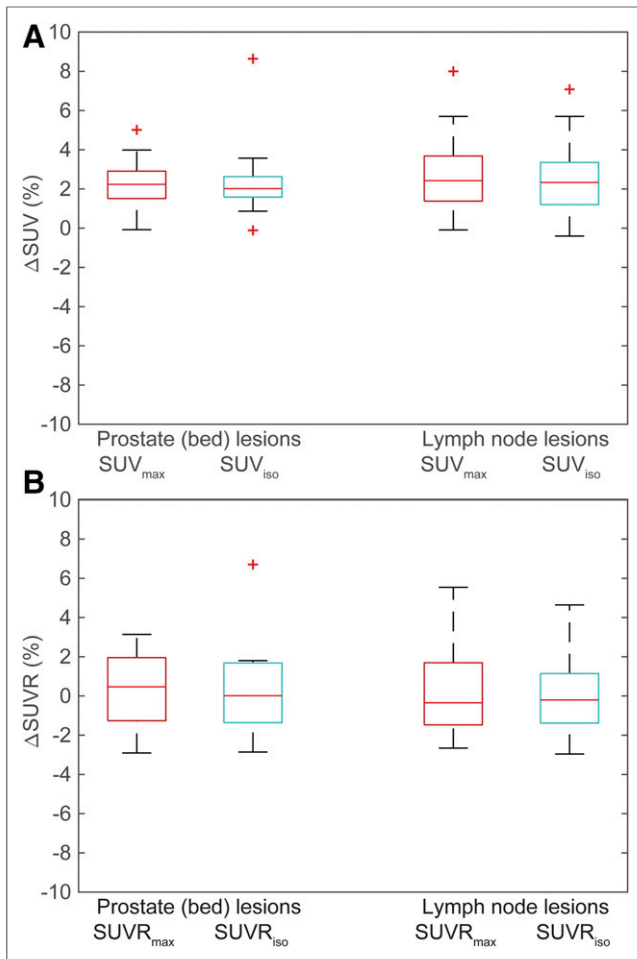 A
10
8
6
4
2
0
-2
-4
-6
-8
-10
ΔSUV (%)
Prostate (bed) lesions Lymph node lesions
SUVmax SUViso SUVmax SUViso
B
10
8
6
4
2
0
-2
-4
-6
-8
-10
ΔSUVR (%)
Prostate (bed) lesions Lymph node lesions
SUVRmax SUVRiso SUVRmax SUVRiso